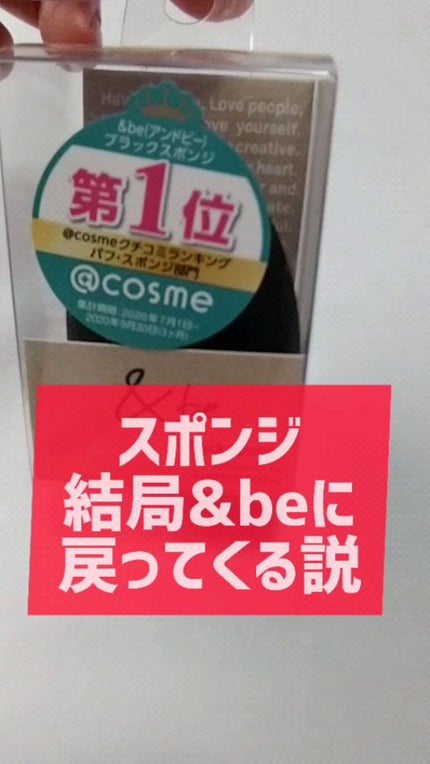 Love people,
yourself.
creative.
heart.
and
&be(アンドビー)
ブラックスポンジ
第1位
@cosmeクチコミランキング
パフ・スポンジ部門
@cosme
集計期間：2020年7月1日～
2020年9月30日(3ヶ月)
スポンジ
結局&beに
戻ってくる説